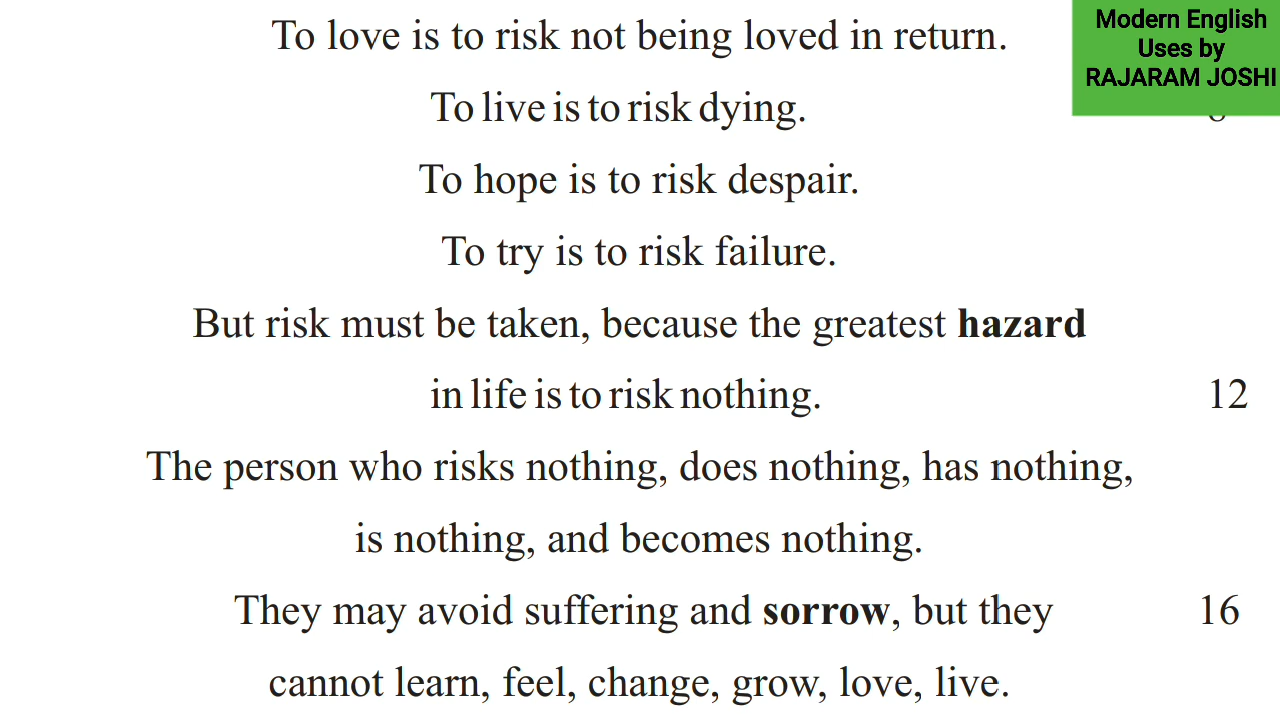 To love is to risk not being loved in return.
Modern English
Uses by
RAJARAM JOSHI
To live is to risk dying.
To hope is to risk despair.
To try is to risk failure.
But risk must be taken, because the greatest hazard
in life is to risk nothing. 12
The person who risks nothing, does nothing, has nothing,
is nothing, and becomes nothing.
They may avoid suffering and sorrow, but they 16
cannot learn, feel, change, grow, love, live.